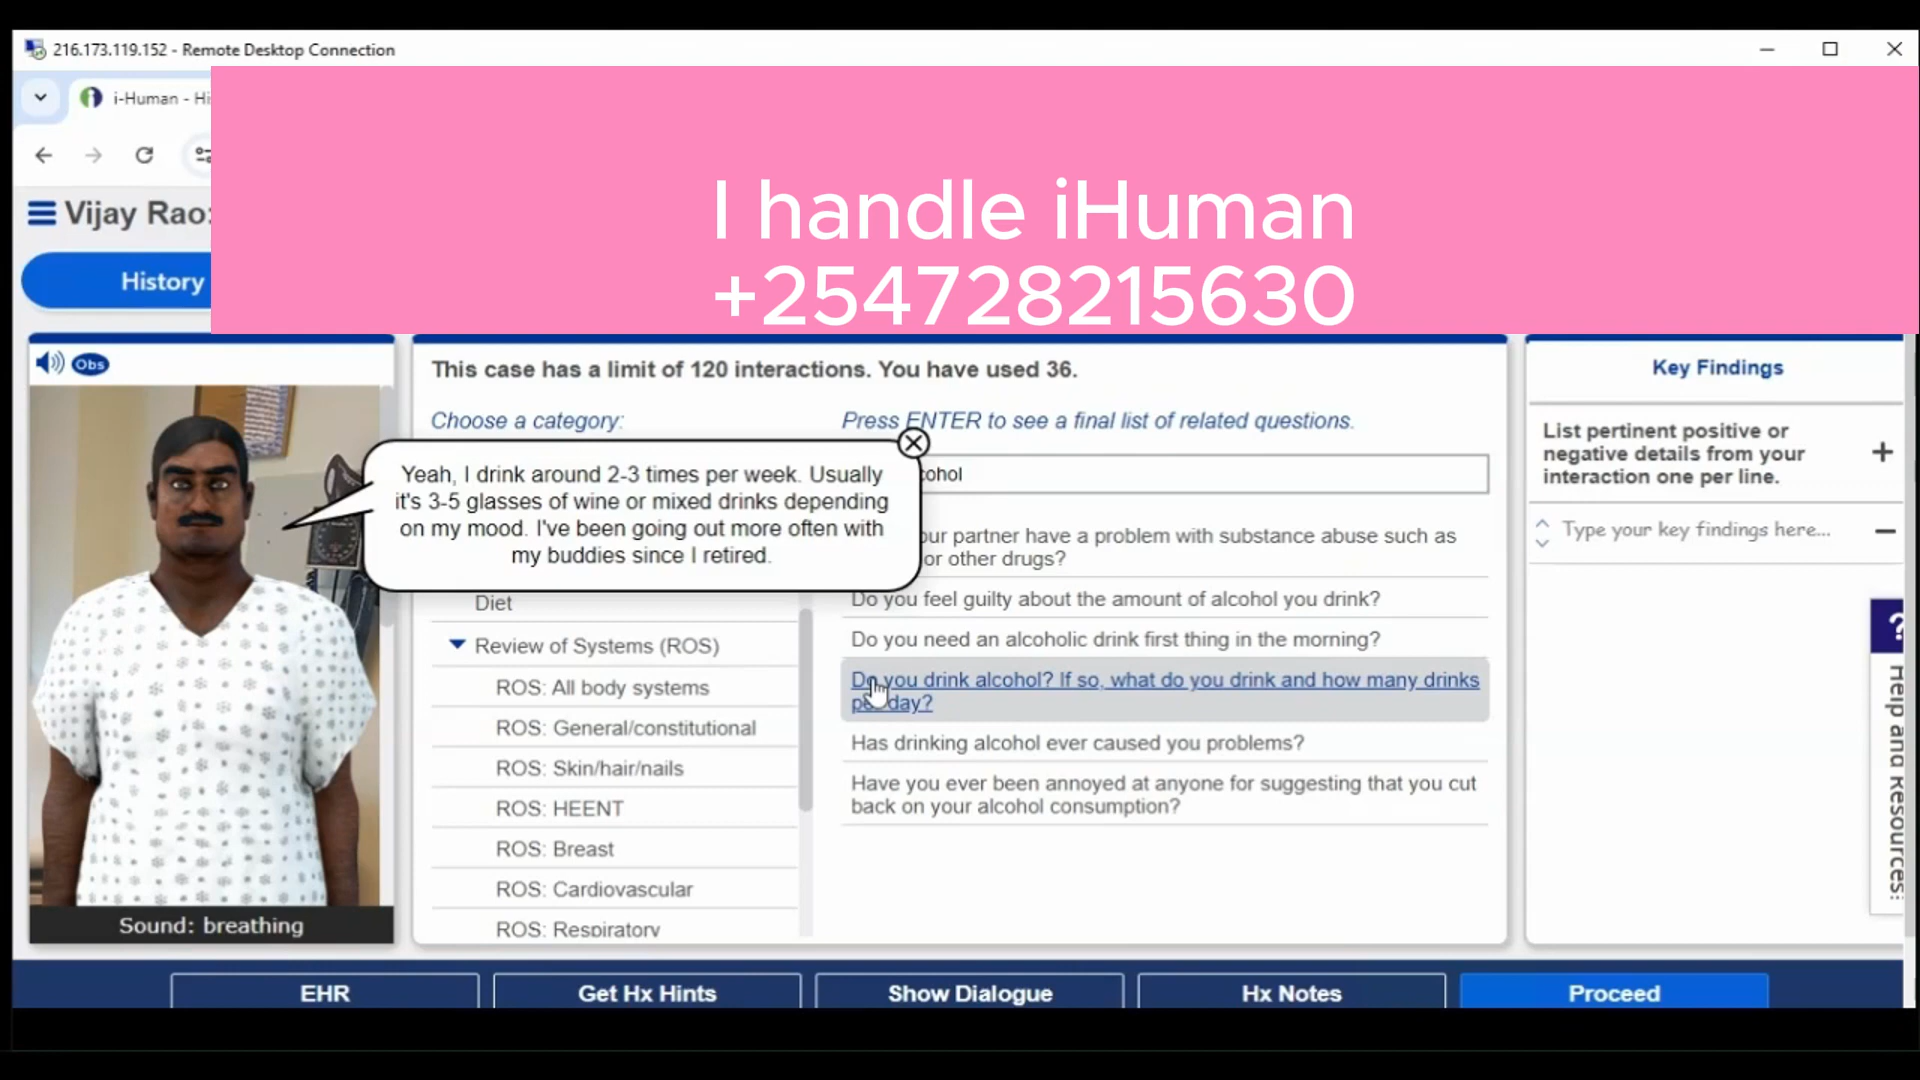 216.173.119.152 - Remote Desktop Connection
i-Human - Hi
I handle iHuman
+254728215630
Vijay Rao:
History
Obs
This case has a limit of 120 interactions. You have used 36.
Choose a category:
Press ENTER to see a final list of related questions.
Yeah, I drink around 2-3 times per week. Usually
it's 3-5 glasses of wine or mixed drinks depending
on my mood. I've been going out more often with
my buddies since I retired.
Diet
Review of Systems (ROS)
ROS: All body systems
ROS: General/constitutional
ROS: Skin/hair/nails
ROS: HEENT
ROS: Breast
ROS: Cardiovascular
ROS: Respiratory
cohol
our partner have a problem with substance abuse such as
or other drugs?
Do you feel guilty about the amount of alcohol you drink?
Do you need an alcoholic drink first thing in the morning?
Do you drink alcohol? If so, what do you drink and how many drinks
per day?
Has drinking alcohol ever caused you problems?
Have you ever been annoyed at anyone for suggesting that you cut
back on your alcohol consumption?
Key Findings
List pertinent positive or
negative details from your
interaction one per line.
Type your key findings here...
?
Help and Resources!
Sound: breathing
EHR
Get Hx Hints
Show Dialogue
Hx Notes
Proceed